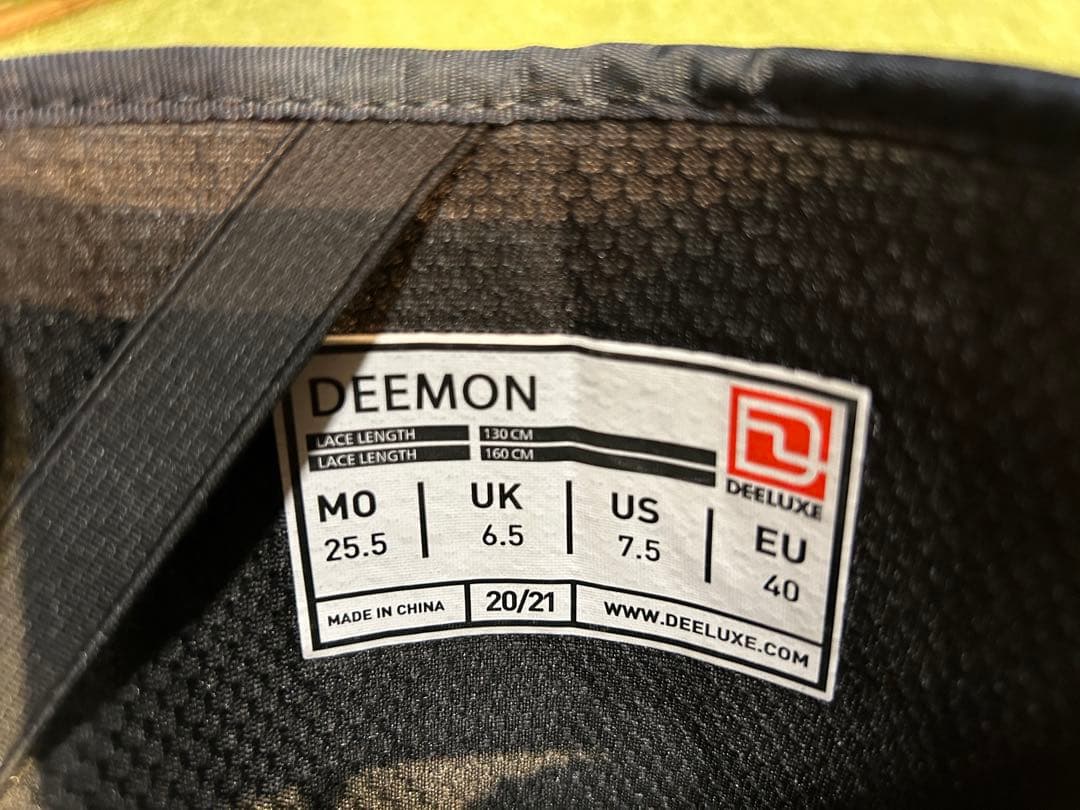 DEEMON
LACE LENGTH 130 CM
LACE LENGTH 160 CM
DEELUXE
MO UK US EU
25.5 6.5 7.5 40
MADE IN CHINA 20/21 WWW.DEELUXE.COM